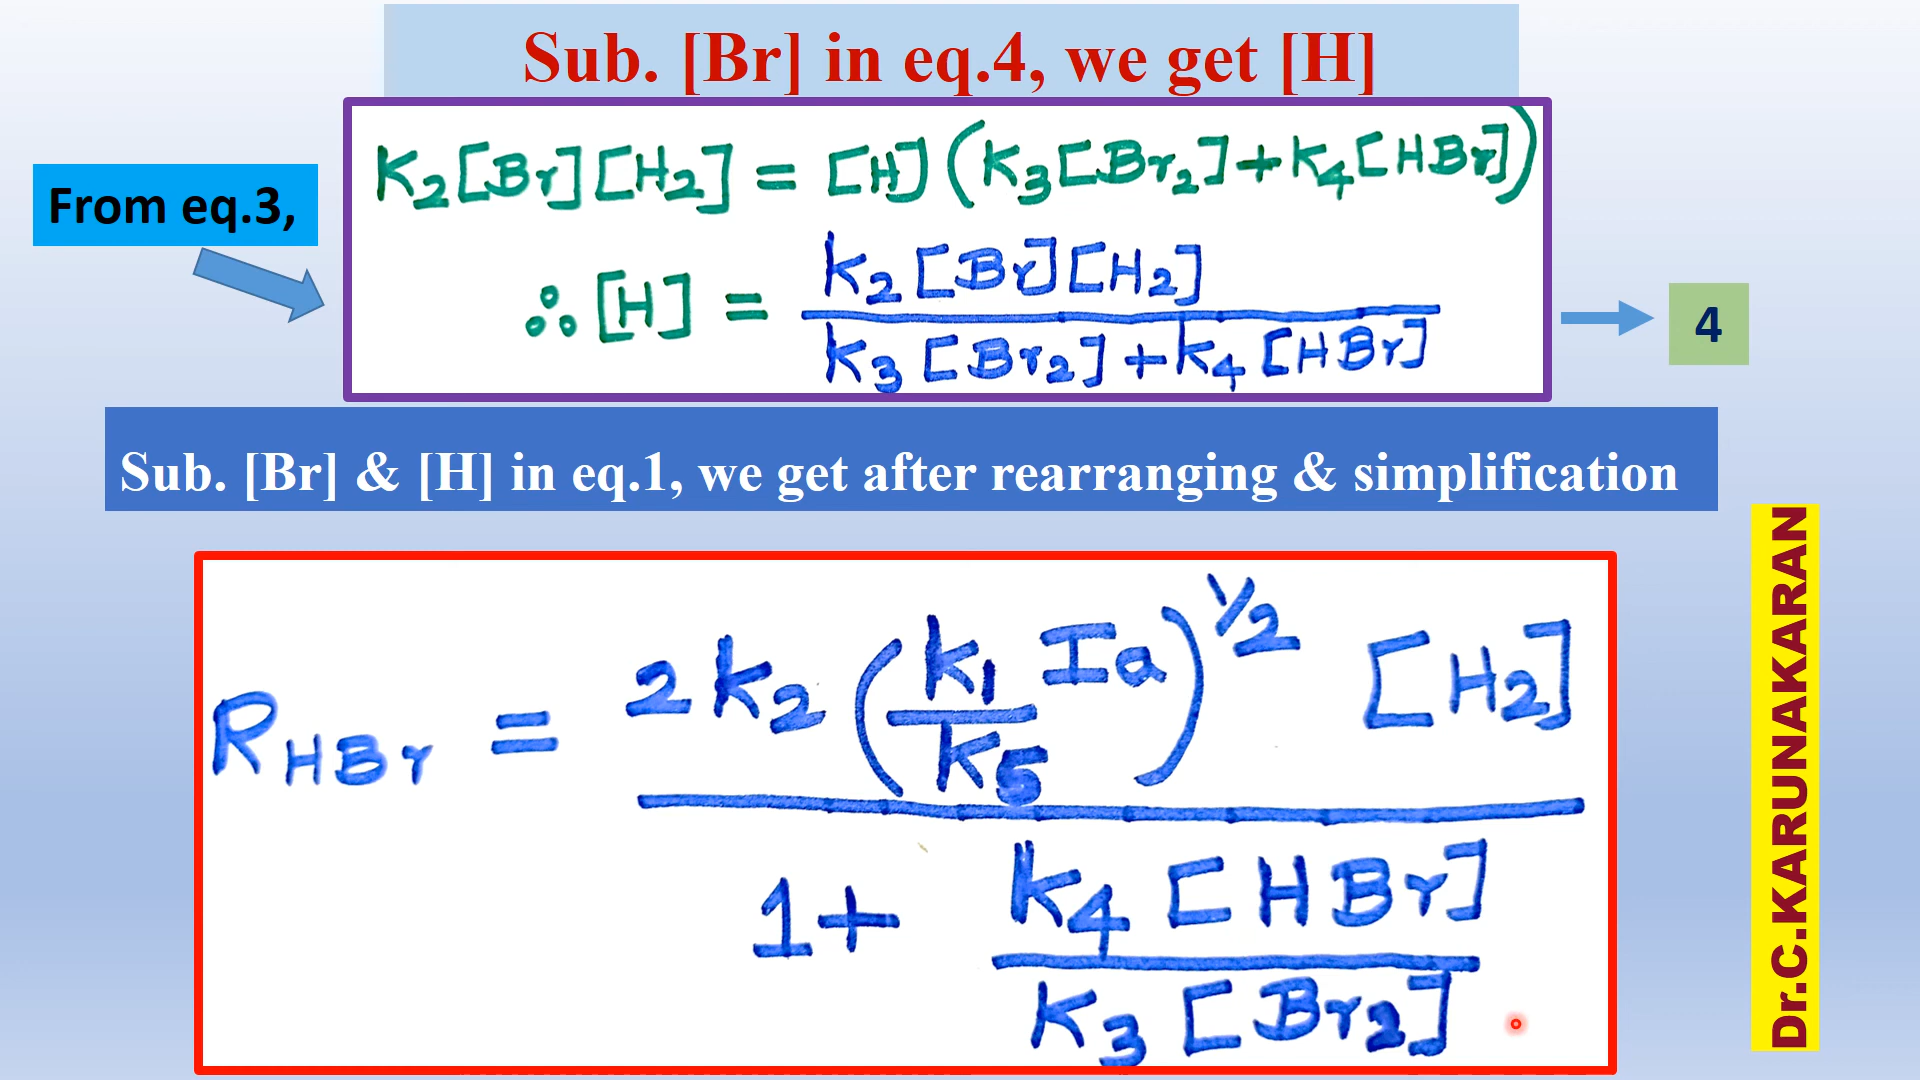 Sub. [Br] in eq.4, we get [H]
From eq.3,
K₂[Br][H₂] = [H](K₃[Br₂]+K₄[HBr])
∴ [H] = k₂[Br][H₂] / k₃[Br₂]+k₄[HBr]
4
Sub. [Br] & [H] in eq.1, we get after rearranging & simplification
R_HBr = 2k₂(k₁/k₅ Ia)^1/2 [H₂] / 1+ k₄[HBr]/k₃[Br₂]
Dr.C.KARUNAKARAN